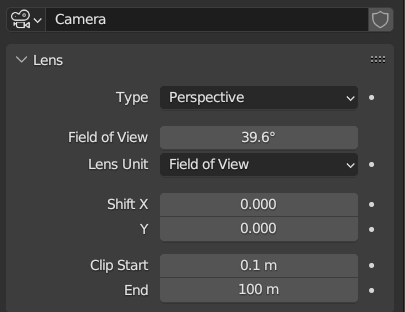 Camera
Lens
Type Perspective
Field of View 39.6°
Lens Unit Field of View
Shift X 0.000
Y 0.000
Clip Start 0.1 m
End 100 m